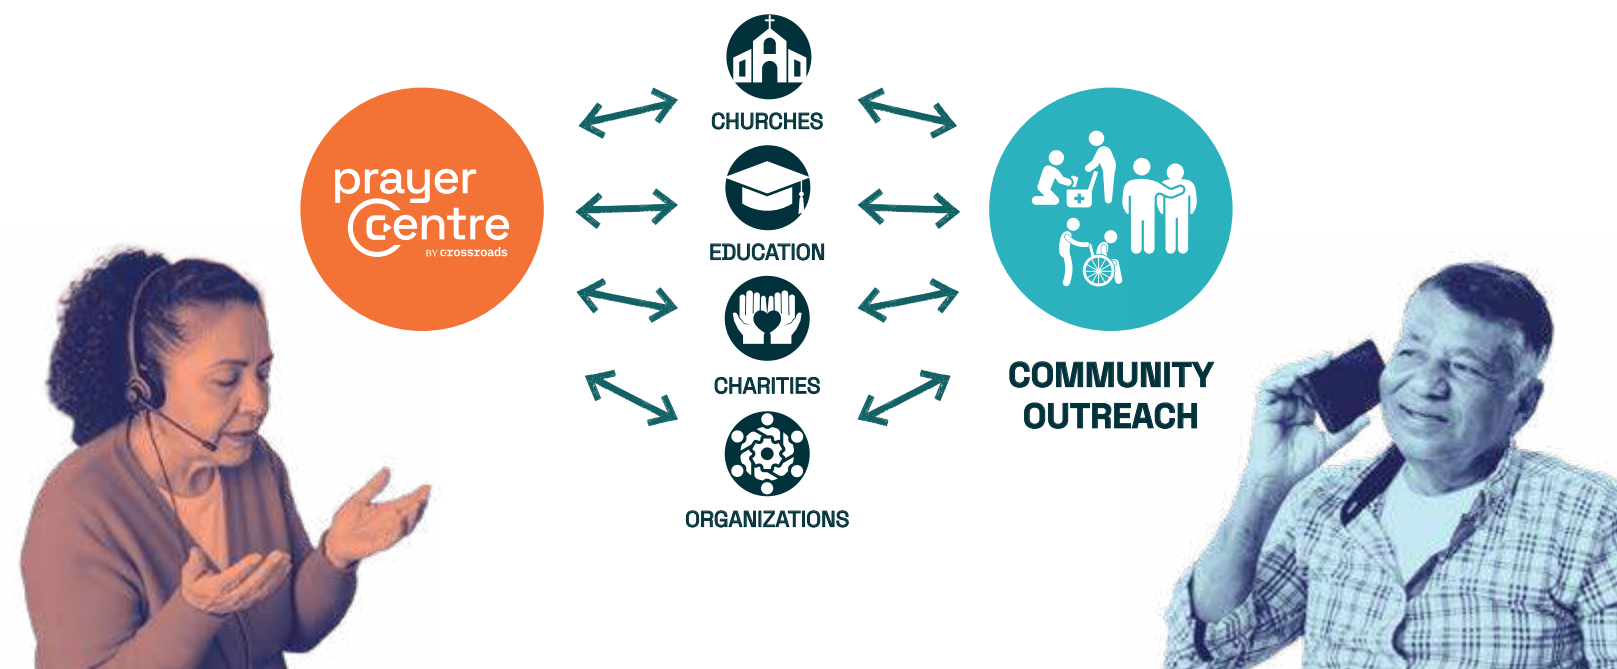 prayer
centre
BY crossroads
CHURCHES
EDUCATION
CHARITIES
ORGANIZATIONS
COMMUNITY
OUTREACH